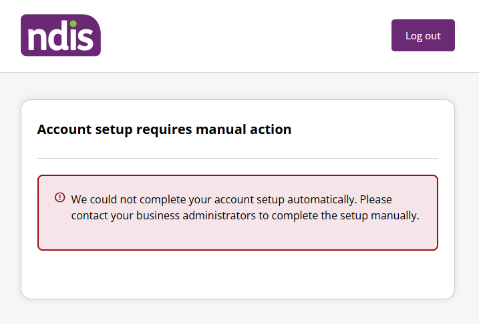 ndis
Log out
Account setup requires manual action
We could not complete your account setup automatically. Please
contact your business administrators to complete the setup manually.